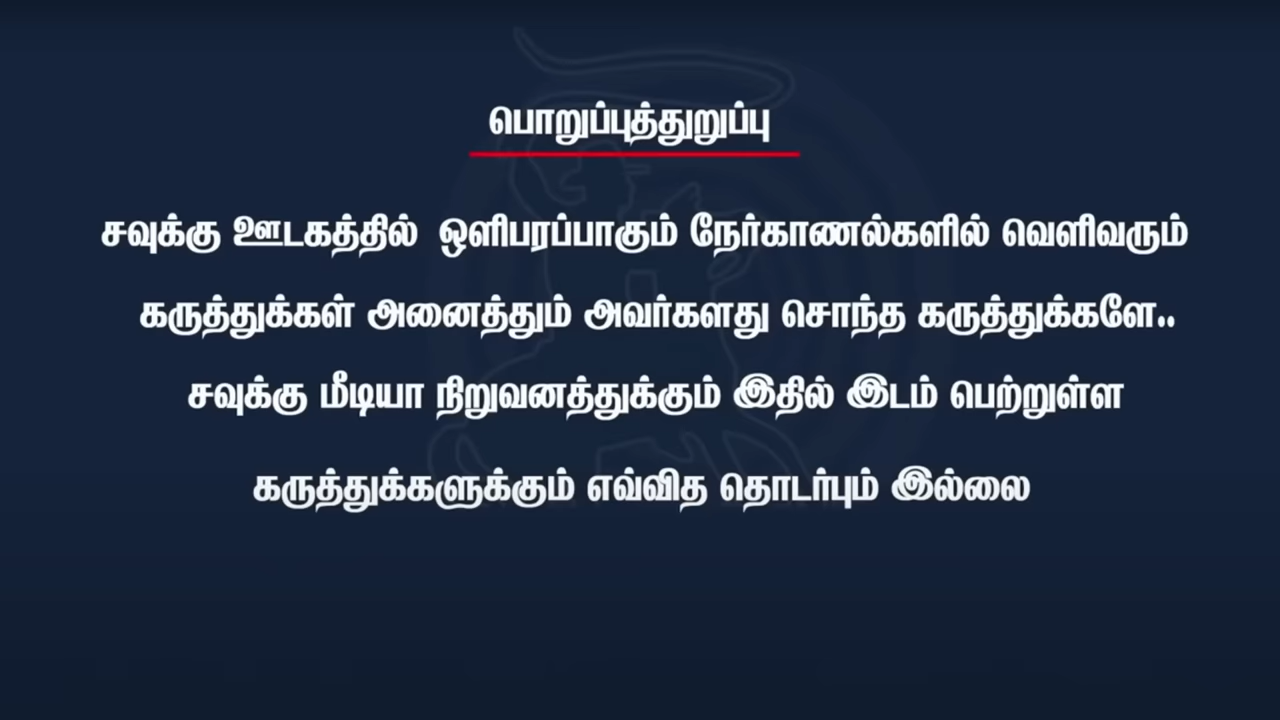 பொறுப்புத்துறுப்பு
சவுக்கு ஊடகத்தில் ஒளிபரப்பாகும் நேர்காணல்களில் வெளிவரும்
கருத்துக்கள் அனைத்தும் அவர்களது சொந்த கருத்துக்களே..
சவுக்கு மீடியா நிறுவனத்துக்கும் இதில் இடம் பெற்றுள்ள
கருத்துக்களுக்கும் எவ்வித தொடர்பும் இல்லை